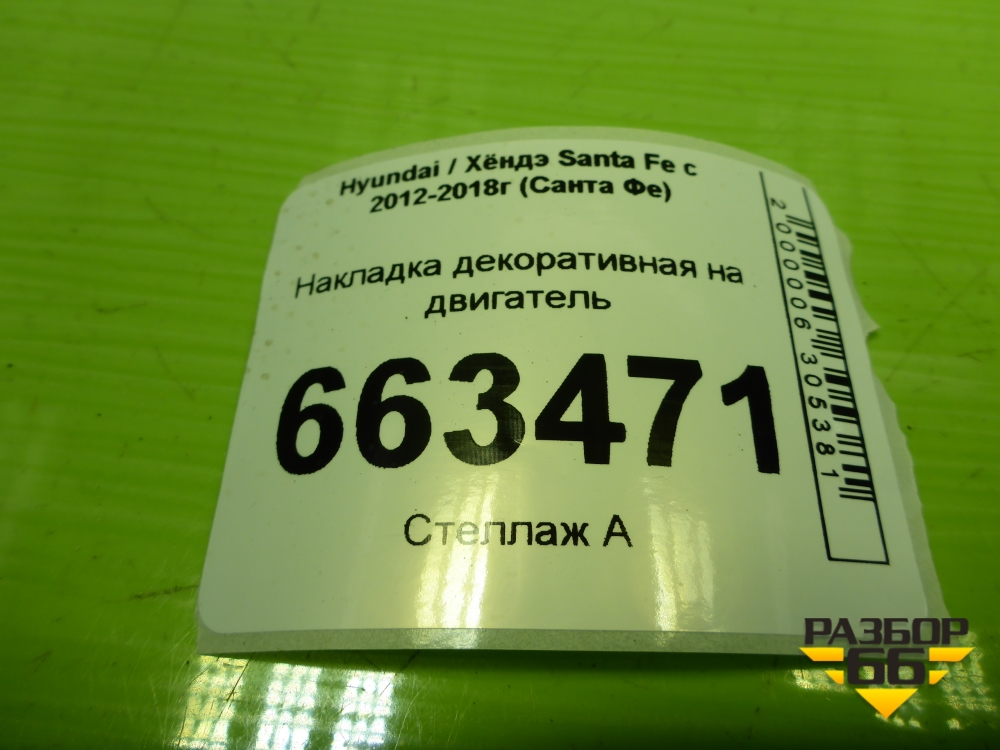 Hyundai / Хёндэ Santa Fe с
2012-2018г (Санта Фе)
Накладка декоративная на
двигатель
663471
Стеллаж А
2000006305381
РАЗБОР
66